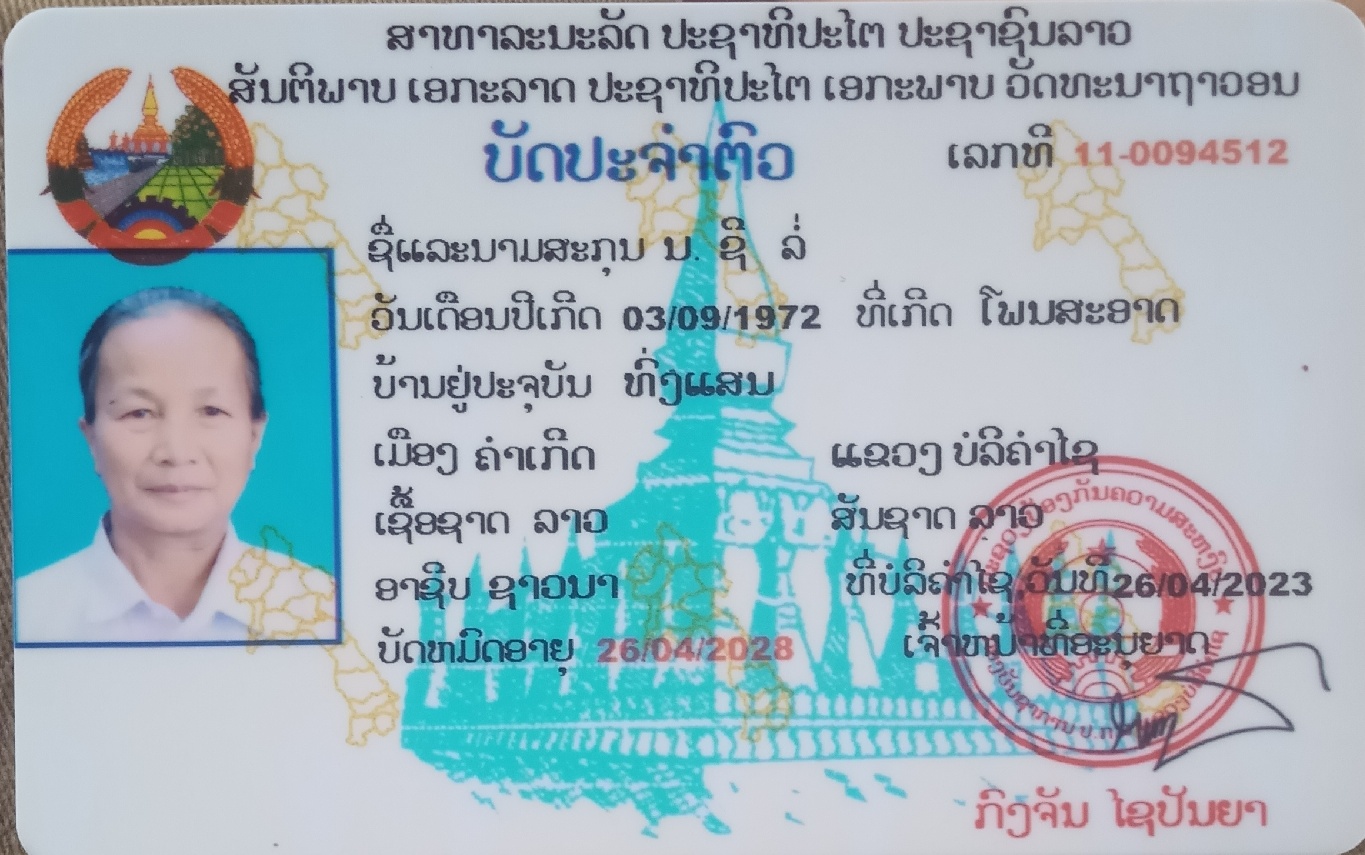 ສາທາລະນະລັດ ປະຊາທິປະໄຕ ປະຊາຊົນລາວ
ສັນຕິພາບ ເອກະລາດ ປະຊາທິປະໄຕ ເອກະພາບ ວັດທະນາຖາວອນ
ບັດປະຈຳຕົວ ເລກທີ 11-0094512
ຊື່ແລະນາມສະກຸນ ນ. ຊີ ລໍ່
ວັນເດືອນປີເກີດ 03/09/1972 ທີ່ເກີດ ໂພນສະອາດ
ບ້ານຢູ່ປະຈຸບັນ ທົ່ງແສນ
ເມືອງ ຄຳເກີດ ແຂວງ ບໍລິຄຳໄຊ
ເຊື້ອຊາດ ລາວ ສັນຊາດ ລາວ
ອາຊີບ ຊາວນາ ທີ່ບໍລິຄຳໄຊ,ວັນທີ26/04/2023
ບັດຫມົດອາຍຸ 26/04/2028 ເຈົ້າຫນ້າທີ່ອະນຸຍາດ
ກົງຈັນ ໄຊປັນຍາ